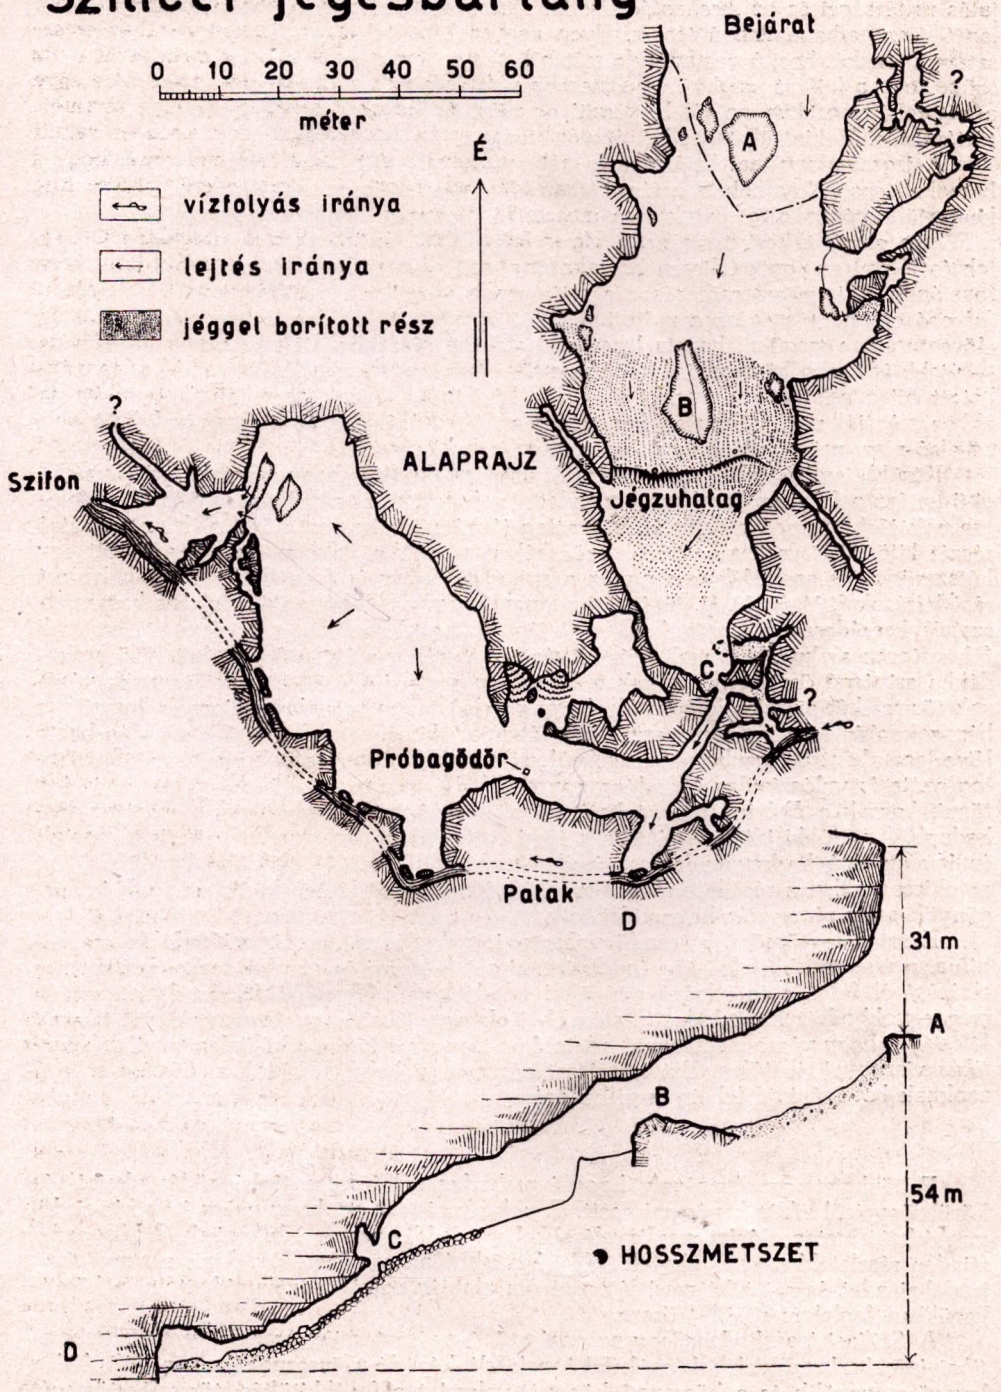 jégesbarlang
Bejárat
0 10 20 30 40 50 60
méter
É
?
A
vízfolyás iránya
lejtés iránya
jéggel borított rész
B
?
ALAPRAJZ
Szifon
Jégzuhatag
C
?
Próbagödör
Patak
D
31 m
A
B
54 m
C
HOSSZMETSZET
D